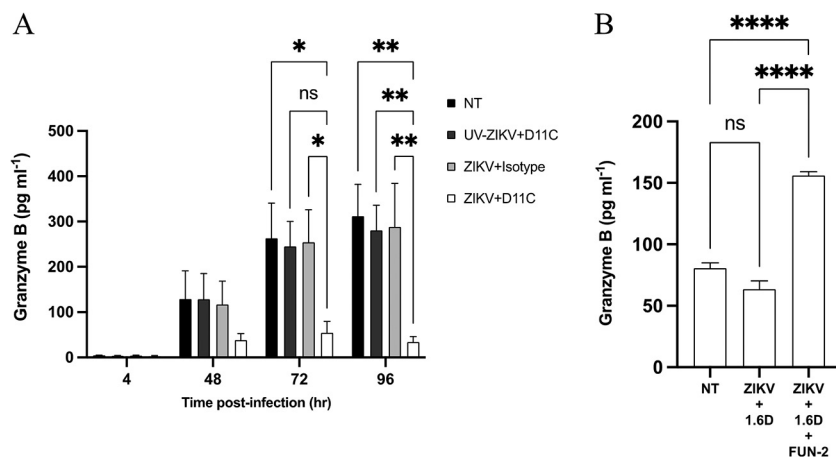 A
B
Granzyme B (pg ml-1)
500
400
300
200
100
0
4
48
72
96
Time post-infection (hr)
*
ns
*
**
**
**
NT
UV-ZIKV+D11C
ZIKV+Isotype
ZIKV+D11C
Granzyme B (pg ml-1)
200
150
100
50
0
****
****
ns
NT
ZIKV
+
1.6D
ZIKV
+
1.6D
+
FUN-2